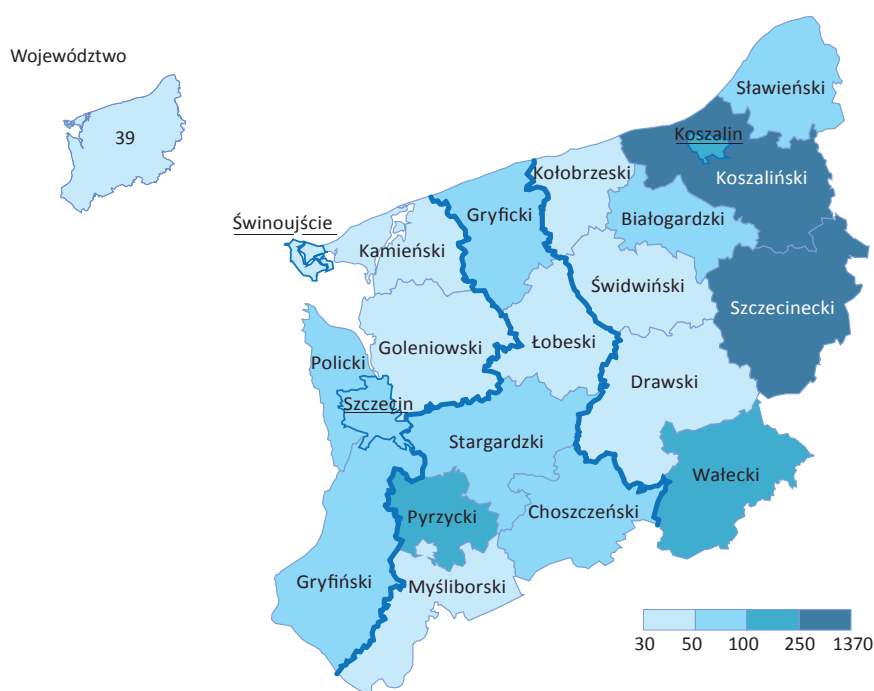 Województwo
39
Sławieński
Koszalin
Kołobrzeski
Koszaliński
Gryficki
Białogardzki
Świnoujście
Kamieński
Świdwiński
Szczecinecki
Goleniowski
Łobeski
Policki
Drawski
Szczecin
Stargardzki
Wałecki
Pyrzycki
Choszczeński
Gryfiński
Myśliborski
30 50 100 250 1370